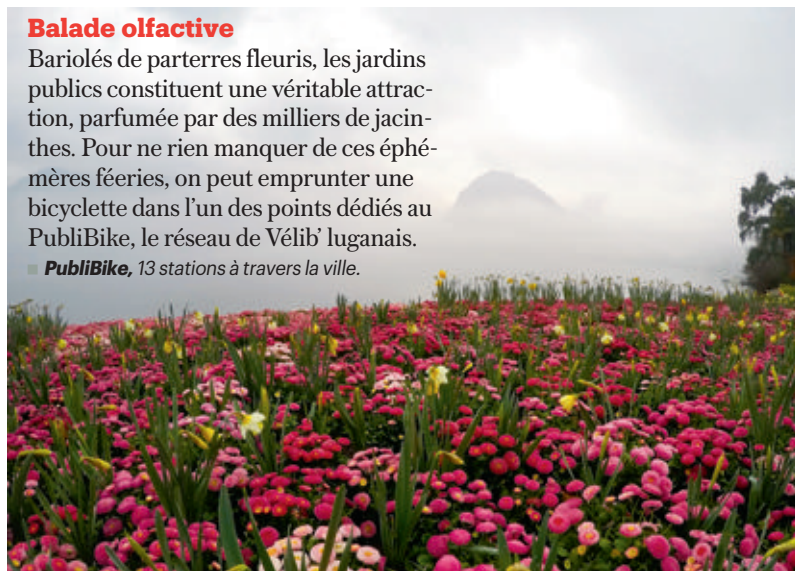 Balade olfactive
Bariolés de parterres fleuris, les jardins
publics constituent une véritable attrac-
tion, parfumée par des milliers de jacin-
thes. Pour ne rien manquer de ces éphé-
mères féeries, on peut emprunter une
bicyclette dans l’un des points dédiés au
PubliBike, le réseau de Vélib’ luganais.
■ PubliBike, 13 stations à travers la ville.